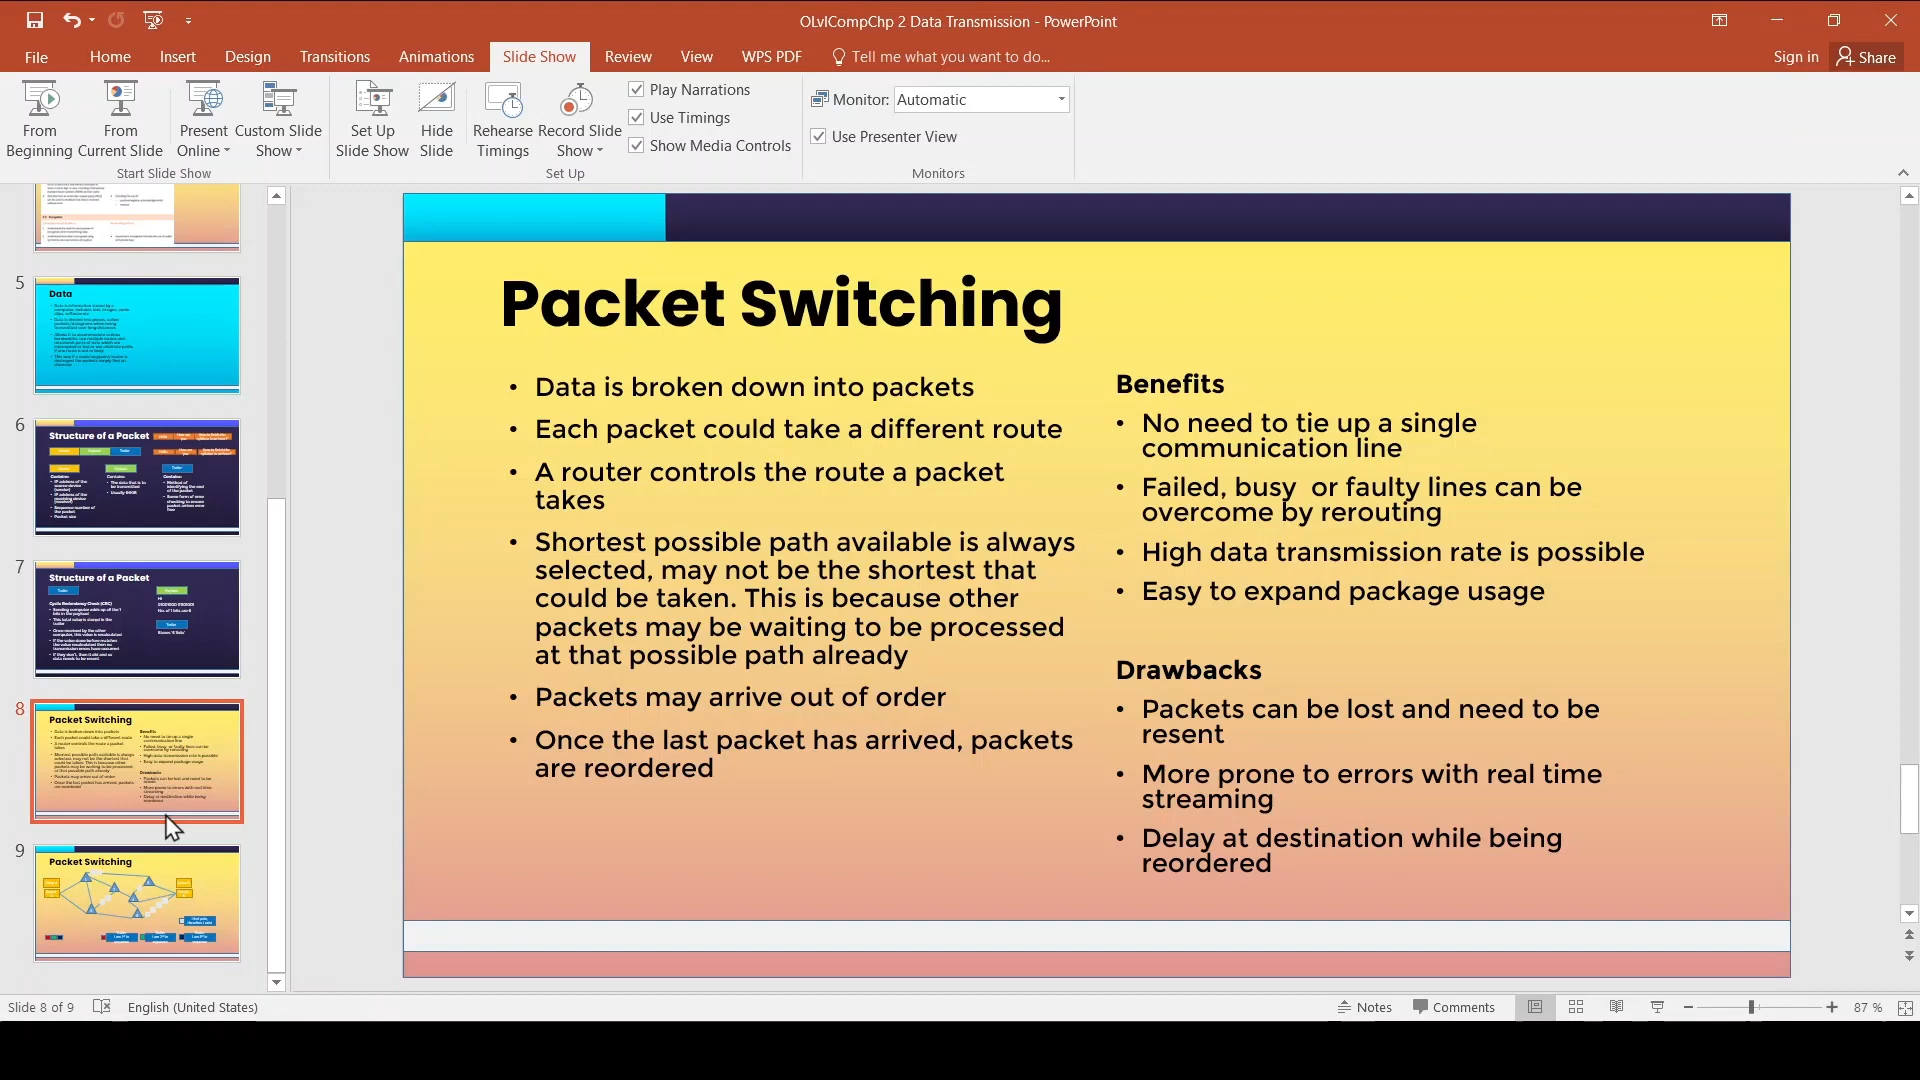 OLvlCompChp 2 Data Transmission - PowerPoint
File Home Insert Design Transitions Animations Slide Show Review View WPS PDF Tell me what you want to do... Sign in Share
From Beginning
From Current Slide
Present Online
Custom Slide Show
Start Slide Show
Set Up Slide Show
Hide Slide
Rehearse Timings
Record Slide Show
Play Narrations
Use Timings
Show Media Controls
Set Up
Monitor: Automatic
Use Presenter View
Monitors
5
Data
6
Structure of a Packet
7
Structure of a Packet
8
Packet Switching
9
Packet Switching
Packet Switching
• Data is broken down into packets
• Each packet could take a different route
• A router controls the route a packet
takes
• Shortest possible path available is always
selected, may not be the shortest that
could be taken. This is because other
packets may be waiting to be processed
at that possible path already
• Packets may arrive out of order
• Once the last packet has arrived, packets
are reordered
Benefits
• No need to tie up a single
communication line
• Failed, busy  or faulty lines can be
overcome by rerouting
• High data transmission rate is possible
• Easy to expand package usage
Drawbacks
• Packets can be lost and need to be
resent
• More prone to errors with real time
streaming
• Delay at destination while being
reordered
Slide 8 of 9 English (United States) Notes Comments 87 %